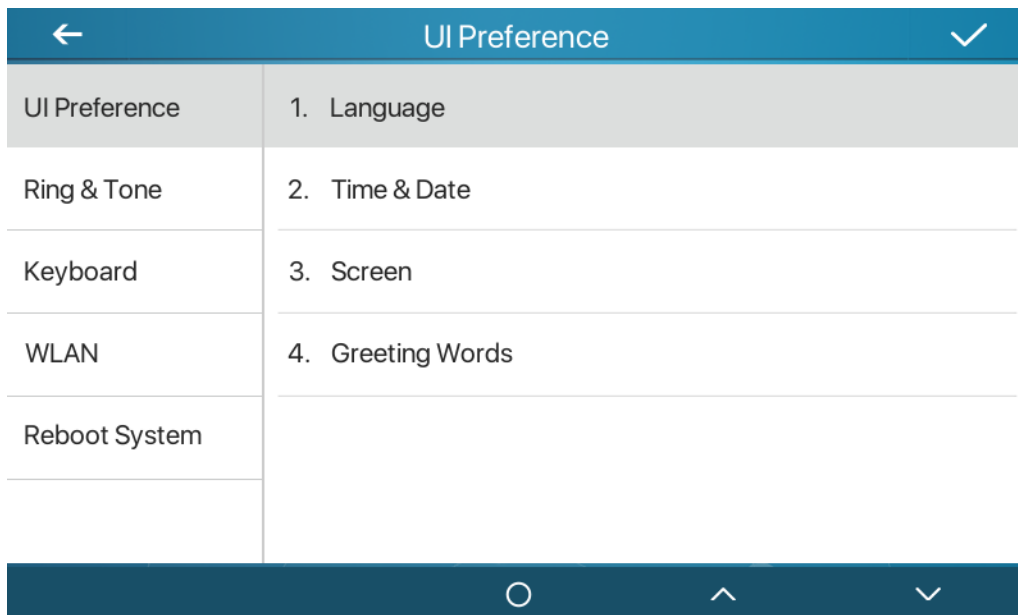 UI Preference
UI Preference
Ring & Tone
Keyboard
WLAN
Reboot System
1. Language
2. Time & Date
3. Screen
4. Greeting Words